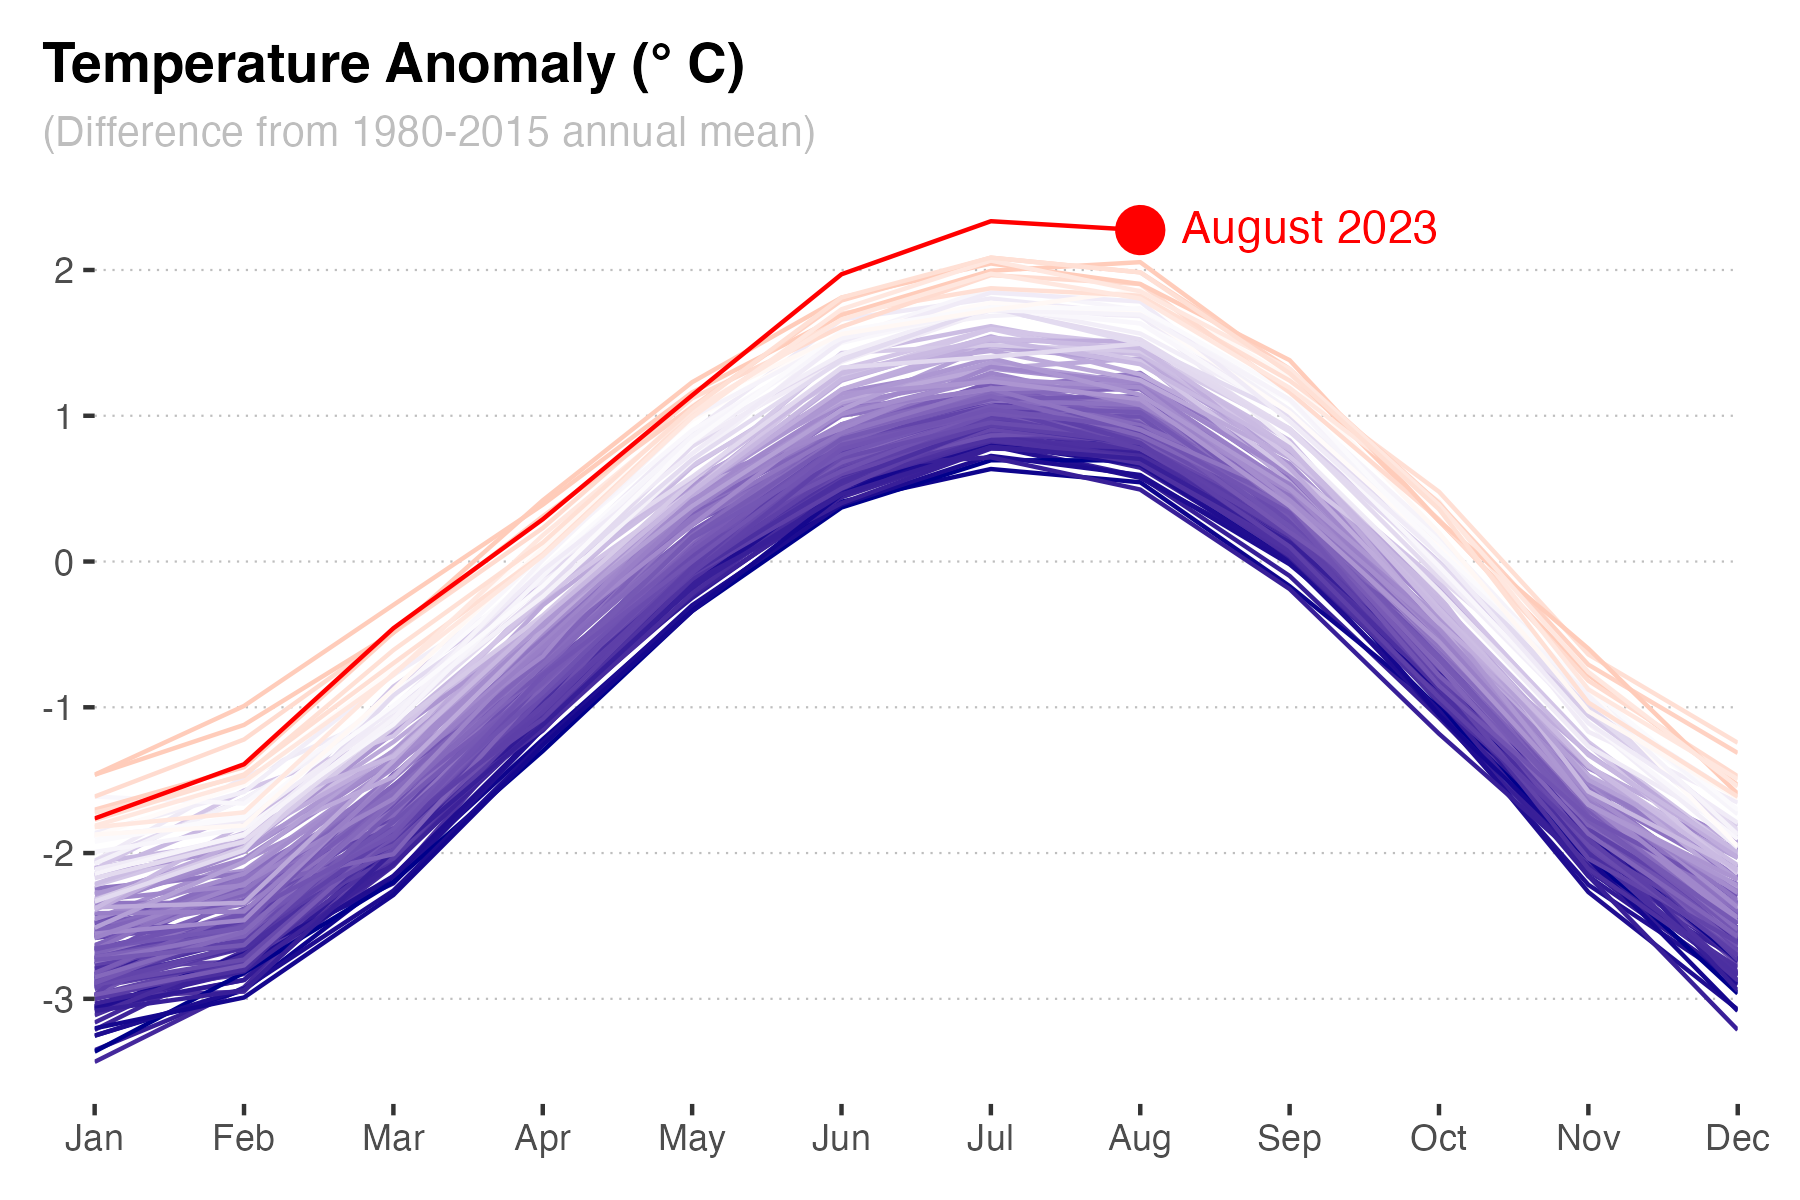 Temperature Anomaly (° C)
(Difference from 1980-2015 annual mean)
August 2023
2
1
0
-1
-2
-3
Jan Feb Mar Apr May Jun Jul Aug Sep Oct Nov Dec